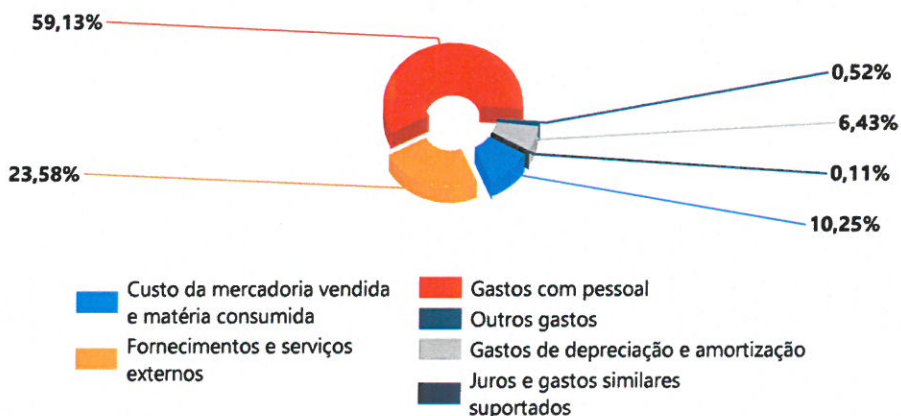 59,13%
0,52%
6,43%
0,11%
23,58%
10,25%
Custo da mercadoria vendida
e matéria consumida
Fornecimentos e serviços
externos
Gastos com pessoal
Outros gastos
Gastos de depreciação e amortização
Juros e gastos similares
suportados